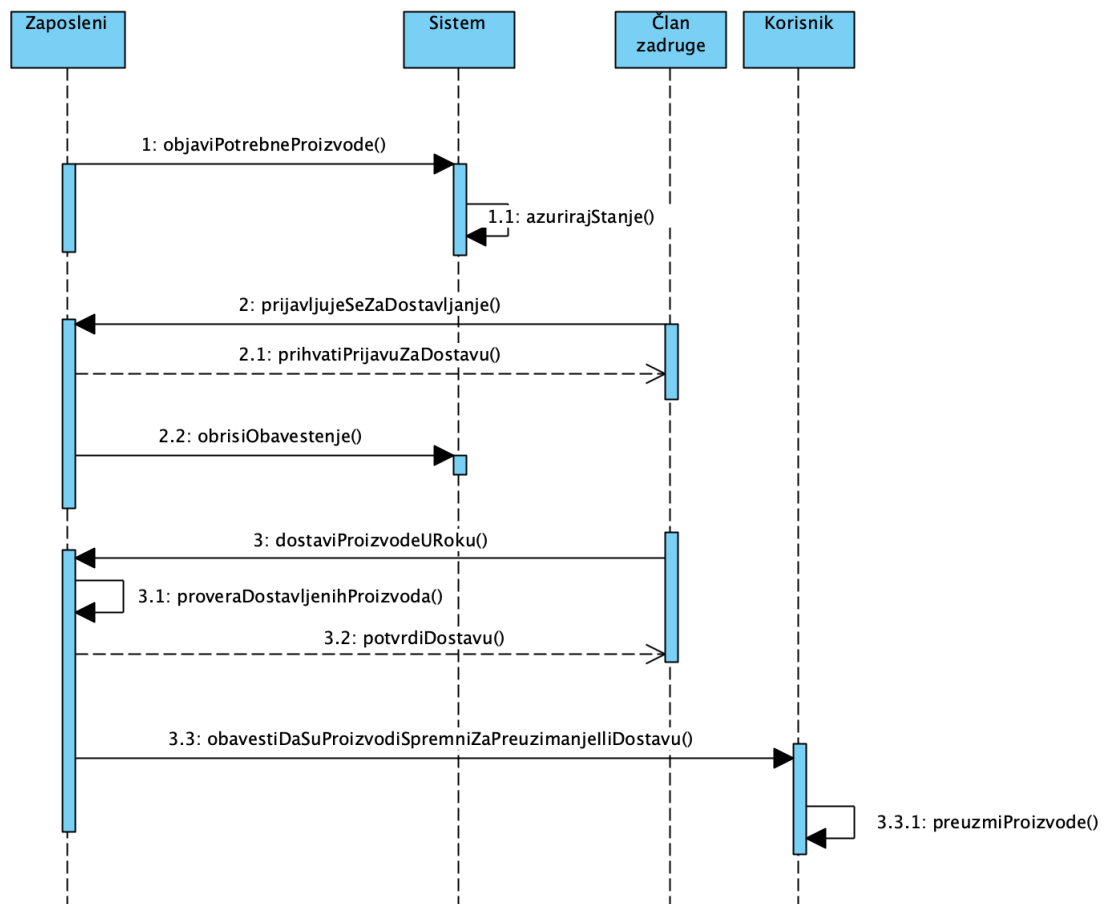 Zaposleni
Sistem
Član
zadruge
Korisnik
1: objaviPotrebneProizvode()
1.1: azurirajStanje()
2: prijavljujeSeZaDostavljanje()
2.1: prihvatiPrijavuZaDostavu()
2.2: obrisiObavestenje()
3: dostaviProizvodeURoku()
3.1: proveraDostavljenihProizvoda()
3.2: potvrdiDostavu()
3.3: obavestiDaSuProizvodiSpremniZaPreuzimanjeIliDostavu()
3.3.1: preuzmiProizvode()